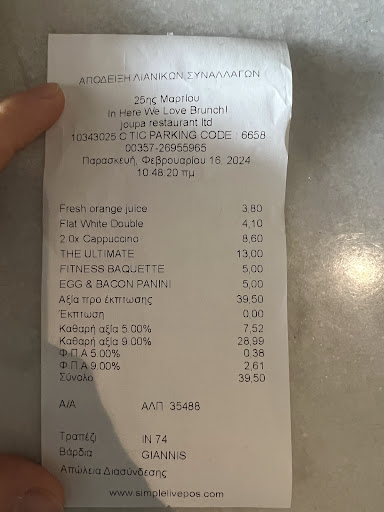 ΑΠΟΔΕΙΞΗ ΛΙΑΝΙΚΩΝ ΣΥΝΑΛΛΑΓΩΝ
25ης Μαρτίου
In Here We Love Brunch!
joupa restaurant ltd
10343025 C TIC PARKING CODE : 6658
00357-26955965
Παρασκευή, Φεβρουαρίου 16, 2024
10:48:20 πμ
Fresh orange juice 3,80
Flat White Double 4,10
2.0x Cappuccino 8,60
THE ULTIMATE 13,00
FITNESS BAQUETTE 5,00
EGG & BACON PANINI 5,00
Αξία προ έκπτωσης 39,50
Έκπτωση 0,00
Καθαρή αξία 5.00% 7,52
Καθαρή αξία 9.00% 28,99
Φ.Π.Α 5.00% 0,38
Φ.Π.Α 9.00% 2,61
Σύνολο 39,50
Α/Α ΑΛΠ 35488
Τραπέζι IN 74
Βάρδια GIANNIS
Απώλεια Διασύνδεσης
www.simplelivepos.com